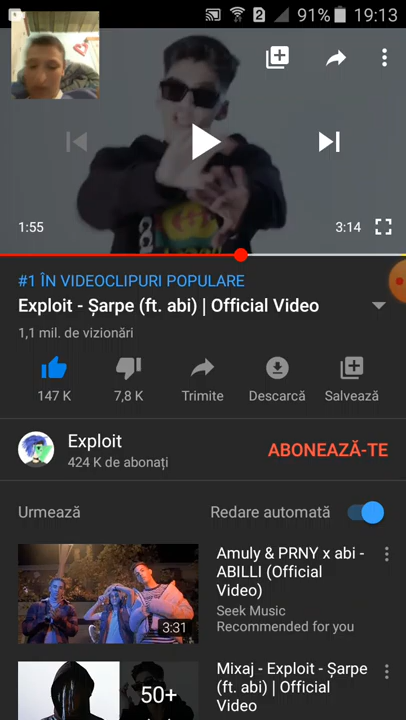 2
91%
19:13
1:55
3:14
#1 ÎN VIDEOCLIPURI POPULARE
Exploit - Șarpe (ft. abi) | Official Video
1,1 mil. de vizionări
147 K
7,8 K
Trimite
Descarcă
Salvează
Exploit
424 K de abonați
ABONEAZĂ-TE
Urmează
Redare automată
3:31
Amuly & PRNY x abi -
ABILLI (Official
Video)
Seek Music
Recommended for you
50+
Mixaj - Exploit - Șarpe
(ft. abi) | Official
Video